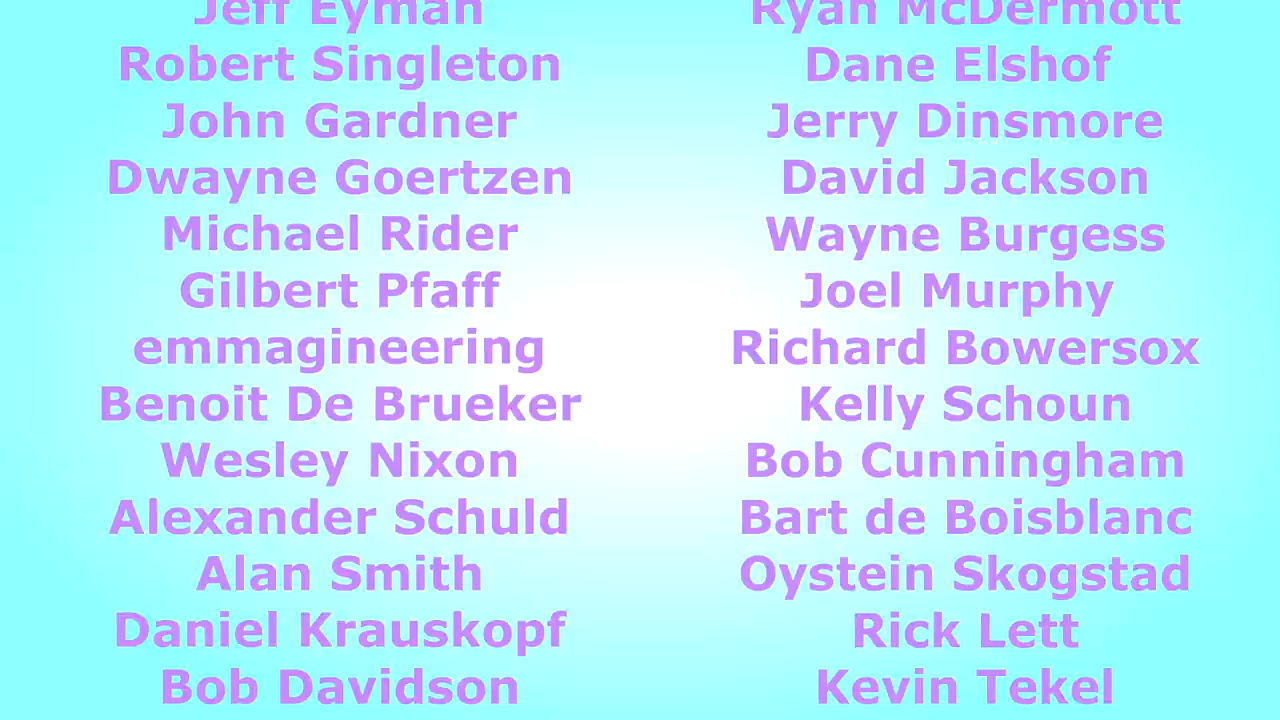 Jeff Eyman
Ryan McDermott
Robert Singleton
Dane Elshof
John Gardner
Jerry Dinsmore
Dwayne Goertzen
David Jackson
Michael Rider
Wayne Burgess
Gilbert Pfaff
Joel Murphy
emmagineering
Richard Bowersox
Benoit De Brueker
Kelly Schoun
Wesley Nixon
Bob Cunningham
Alexander Schuld
Bart de Boisblanc
Alan Smith
Oystein Skogstad
Daniel Krauskopf
Rick Lett
Bob Davidson
Kevin Tekel